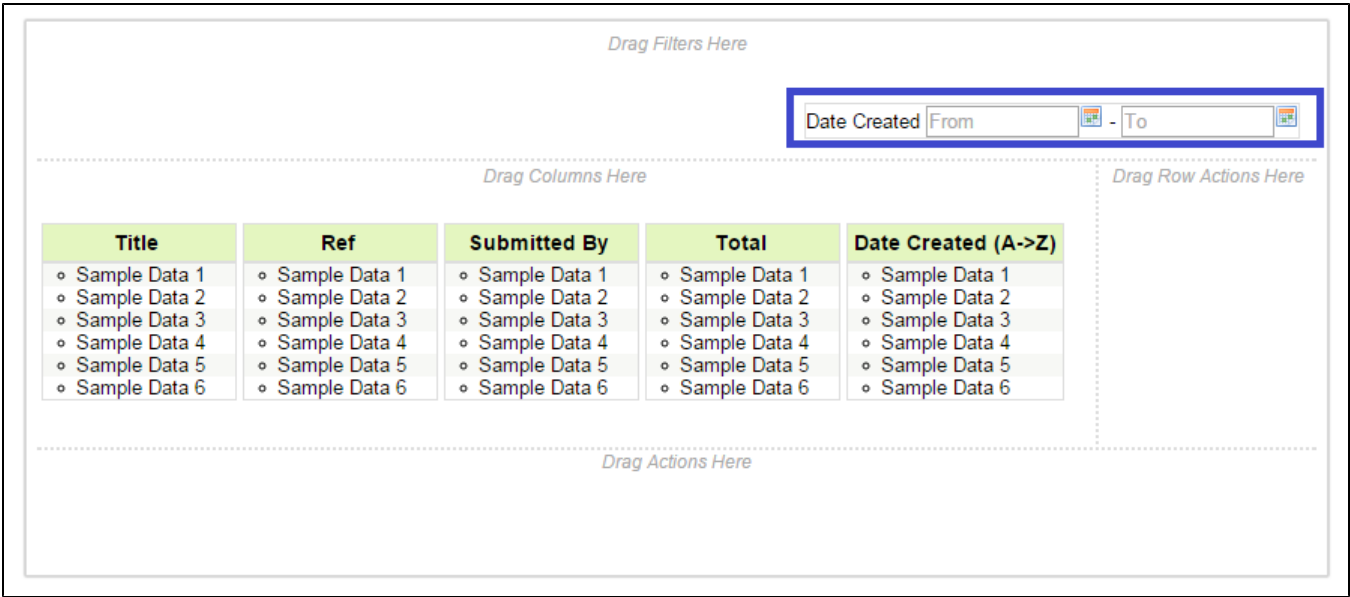 Drag Filters Here
Date Created From - To
Drag Columns Here Drag Row Actions Here
Title Ref Submitted By Total Date Created (A->Z)
Sample Data 1 Sample Data 1 Sample Data 1 Sample Data 1 Sample Data 1
Sample Data 2 Sample Data 2 Sample Data 2 Sample Data 2 Sample Data 2
Sample Data 3 Sample Data 3 Sample Data 3 Sample Data 3 Sample Data 3
Sample Data 4 Sample Data 4 Sample Data 4 Sample Data 4 Sample Data 4
Sample Data 5 Sample Data 5 Sample Data 5 Sample Data 5 Sample Data 5
Sample Data 6 Sample Data 6 Sample Data 6 Sample Data 6 Sample Data 6
Drag Actions Here